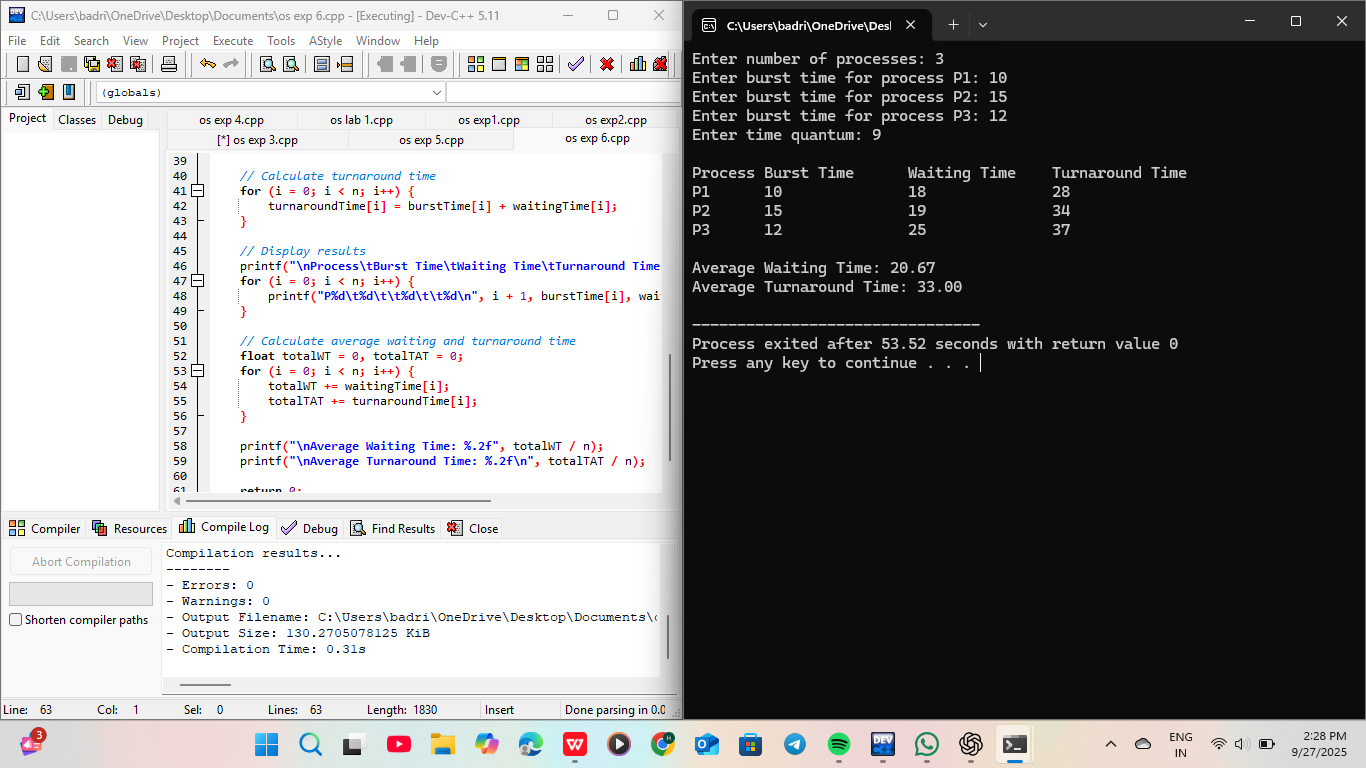 C:\Users\badri\OneDrive\Desktop\Documents\os exp 6.cpp - [Executing] - Dev-C++ 5.11
File Edit Search View Project Execute Tools AStyle Window Help
(globals)
Project Classes Debug
os exp 4.cpp os lab 1.cpp os exp1.cpp os exp2.cpp
[*] os exp 3.cpp os exp 5.cpp os exp 6.cpp
39
40 // Calculate turnaround time
41 for (i = 0; i < n; i++) {
42 turnaroundTime[i] = burstTime[i] + waitingTime[i];
43 }
44
45 // Display results
46 printf("\nProcess\tBurst Time\tWaiting Time\tTurnaround Time
47 for (i = 0; i < n; i++) {
48 printf("P%d\t%d\t\t%d\t\t%d\n", i + 1, burstTime[i], wai
49 }
50
51 // Calculate average waiting and turnaround time
52 float totalWT = 0, totalTAT = 0;
53 for (i = 0; i < n; i++) {
54 totalWT += waitingTime[i];
55 totalTAT += turnaroundTime[i];
56 }
57
58 printf("\nAverage Waiting Time: %.2f", totalWT / n);
59 printf("\nAverage Turnaround Time: %.2f\n", totalTAT / n);
60
61 return 0;
Compiler Resources Compile Log Debug Find Results Close
Abort Compilation
Shorten compiler paths
Compilation results...
--------
- Errors: 0
- Warnings: 0
- Output Filename: C:\Users\badri\OneDrive\Desktop\Documents\
- Output Size: 130.2705078125 KiB
- Compilation Time: 0.31s
Line: 63 Col: 1 Sel: 0 Lines: 63 Length: 1830 Insert Done parsing in 0.0
C:\Users\badri\OneDrive\Desl
Enter number of processes: 3
Enter burst time for process P1: 10
Enter burst time for process P2: 15
Enter burst time for process P3: 12
Enter time quantum: 9
Process Burst Time Waiting Time Turnaround Time
P1 10 18 28
P2 15 19 34
P3 12 25 37
Average Waiting Time: 20.67
Average Turnaround Time: 33.00
--------------------------------
Process exited after 53.52 seconds with return value 0
Press any key to continue . . .
3
DEV
H
ENG
IN
2:28 PM
9/27/2025